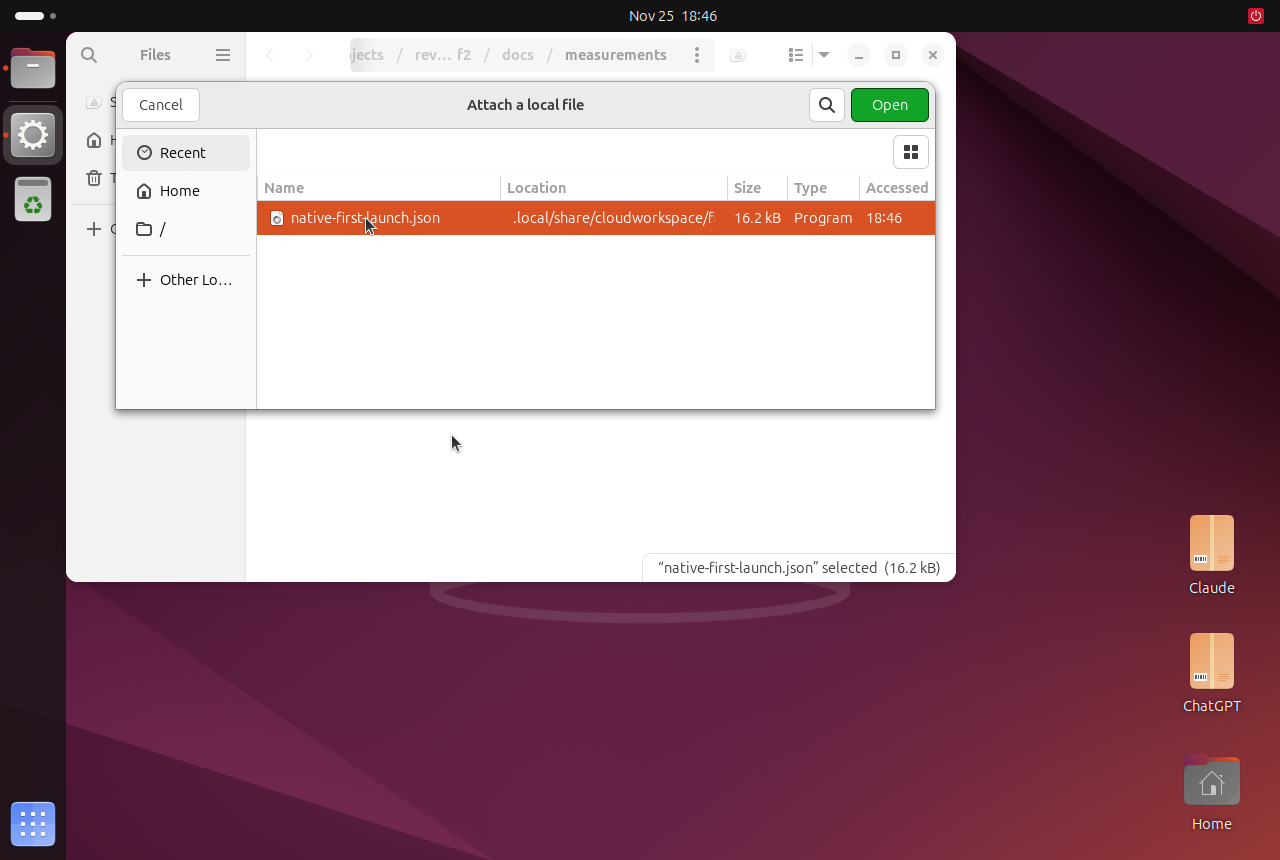 Nov 25 18:46
Files
jects / rev… f2 / docs / measurements
Cancel
Attach a local file
Open
Recent
Home
/
Other Lo…
Name Location Size Type Accessed
native-first-launch.json .local/share/cloudworkspace/f 16.2 kB Program 18:46
“native-first-launch.json” selected (16.2 kB)
Claude
ChatGPT
Home